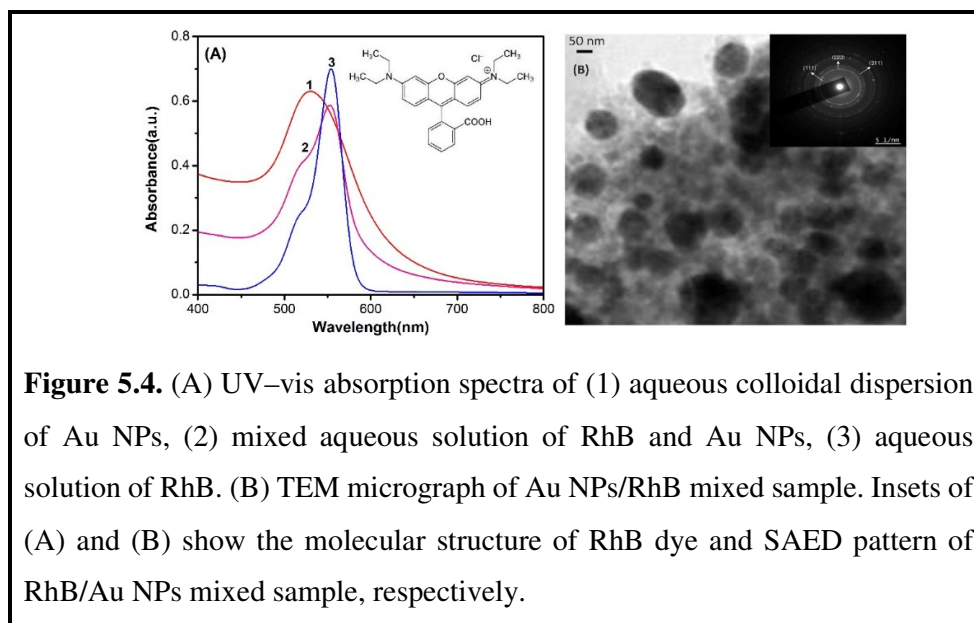 (A)
0.8
0.6
0.4
0.2
0.0
Absorbance(a.u.)
400 500 600 700 800
Wavelength(nm)
1
2
3
CH₃
H₃C
N
O
Cl⁻
N
CH₃
CH₃
COOH
50 nm
(B)
(111)
(222)
(311)
5 1/nm
Figure 5.4. (A) UV–vis absorption spectra of (1) aqueous colloidal dispersion
of Au NPs, (2) mixed aqueous solution of RhB and Au NPs, (3) aqueous
solution of RhB. (B) TEM micrograph of Au NPs/RhB mixed sample. Insets of
(A) and (B) show the molecular structure of RhB dye and SAED pattern of
RhB/Au NPs mixed sample, respectively.